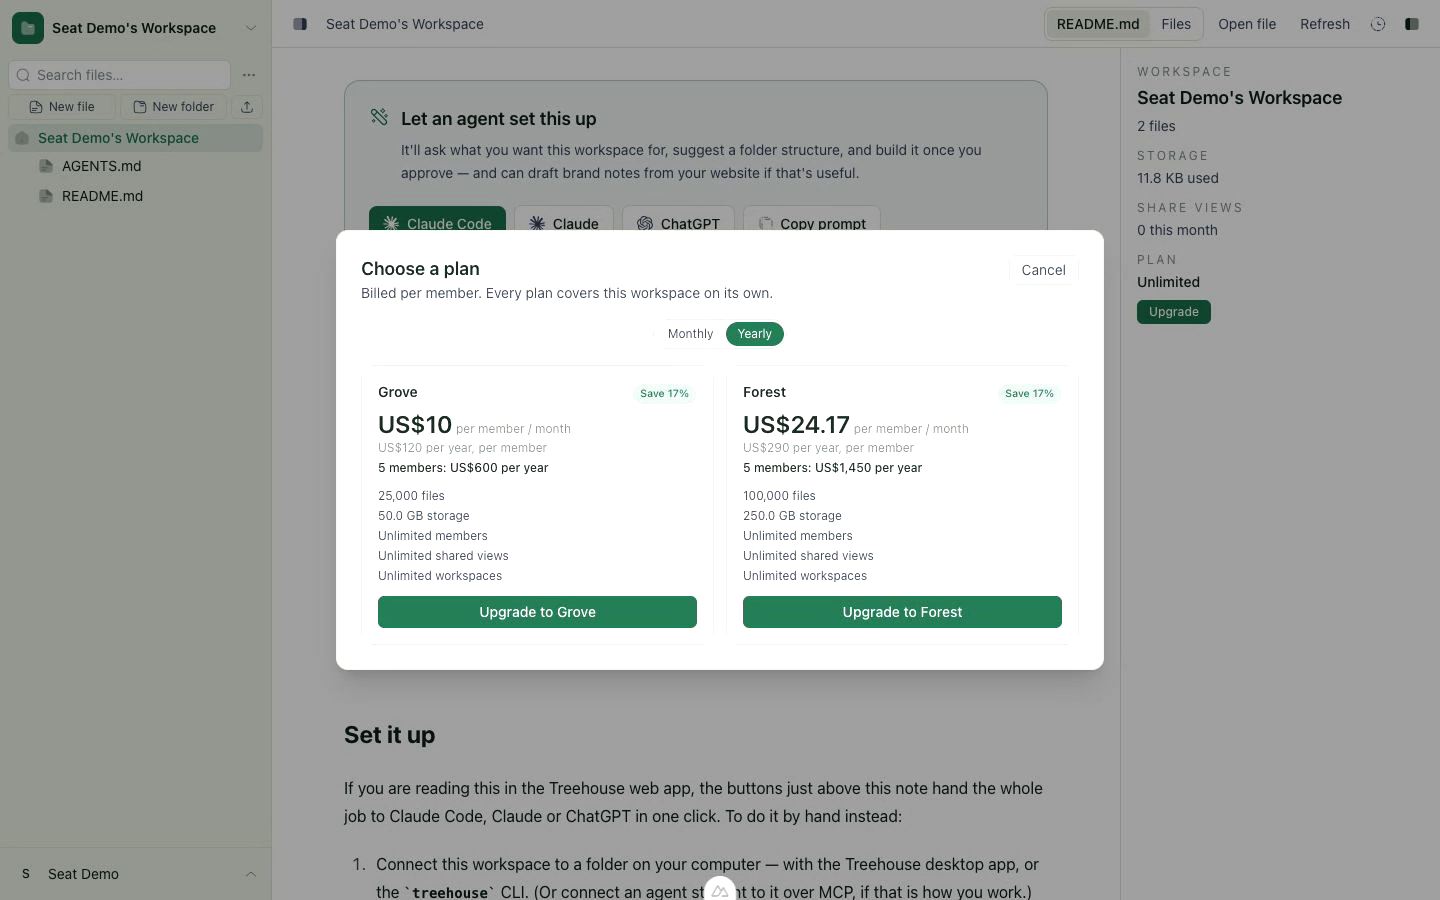 Seat Demo's Workspace
Search files...
New file
New folder
Seat Demo's Workspace
AGENTS.md
README.md
S
Seat Demo
Seat Demo's Workspace
README.md
Files
Open file
Refresh
Let an agent set this up
It'll ask what you want this workspace for, suggest a folder structure, and build it once you
approve — and can draft brand notes from your website if that's useful.
Claude Code
Claude
ChatGPT
Copy prompt
Choose a plan
Cancel
Billed per member. Every plan covers this workspace on its own.
Monthly
Yearly
Grove
Save 17%
US$10 per member / month
US$120 per year, per member
5 members: US$600 per year
25,000 files
50.0 GB storage
Unlimited members
Unlimited shared views
Unlimited workspaces
Upgrade to Grove
Forest
Save 17%
US$24.17 per member / month
US$290 per year, per member
5 members: US$1,450 per year
100,000 files
250.0 GB storage
Unlimited members
Unlimited shared views
Unlimited workspaces
Upgrade to Forest
Set it up
If you are reading this in the Treehouse web app, the buttons just above this note hand the whole
job to Claude Code, Claude or ChatGPT in one click. To do it by hand instead:
1. Connect this workspace to a folder on your computer — with the Treehouse desktop app, or
the `treehouse` CLI. (Or connect an agent to it over MCP, if that is how you work.)
WORKSPACE
Seat Demo's Workspace
2 files
STORAGE
11.8 KB used
SHARE VIEWS
0 this month
PLAN
Unlimited
Upgrade